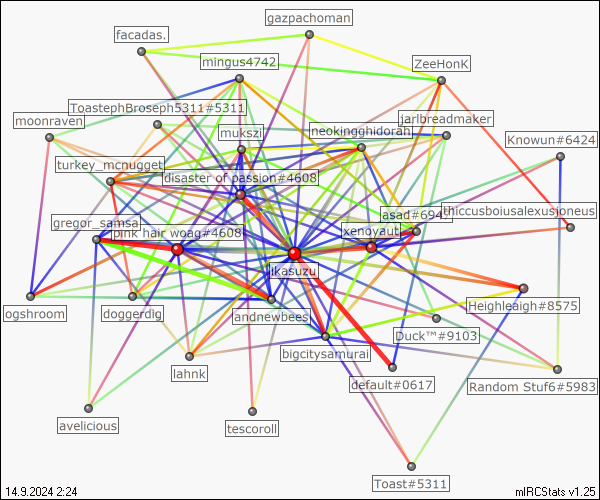 gazpachoman
facadas.
mingus4742
ZeeHonK
ToastephBroseph5311#5311
moonraven
jarlbreadmaker
mukszi
neokingghidorah
Knowun#6424
turkey_mcnugget
disaster of passion#4608
thiccusboiusalexusjoneus
asad#694
gregor_samsa
pink hair woag#4608
xenoyaut
ikasuzu
ogshroom
doggerdig
andnewbees
Heighleigh#8575
Duck™#9103
bigcitysamurai
lahnk
default#0617
Random Stuf6#5983
avelicious
tescoroll
Toast#5311
14.9.2024 2:24
mIRCStats v1.25